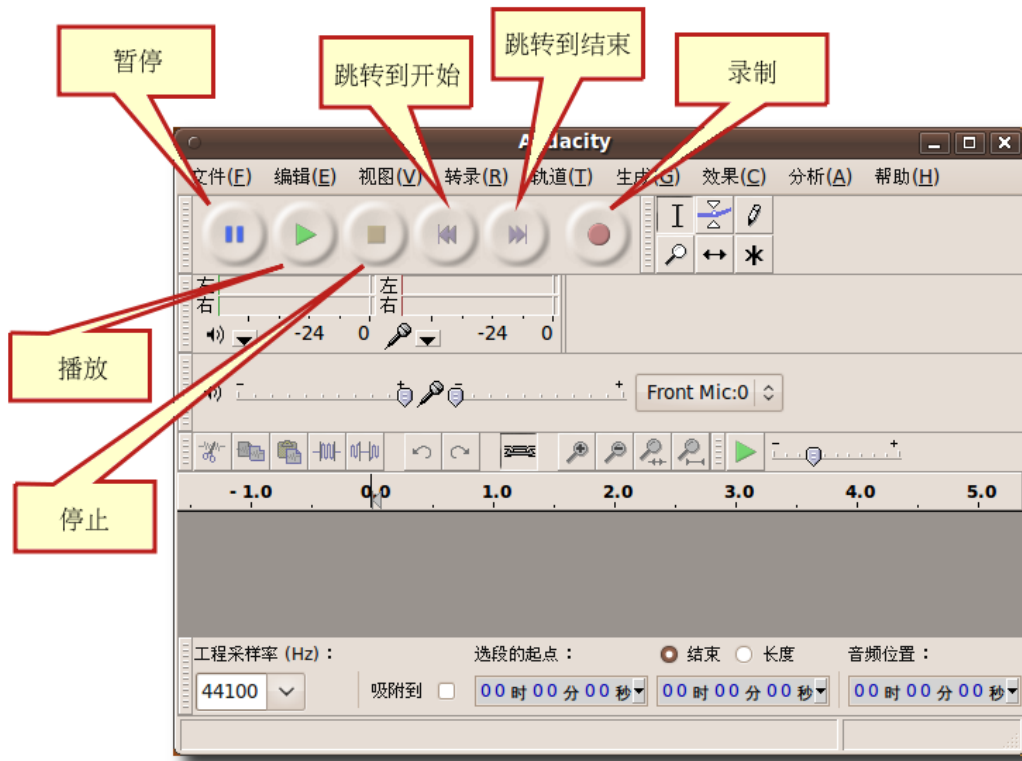 暂停
跳转到开始
跳转到结束
录制
Audacity
文件(F) 编辑(E) 视图(V) 转录(R) 轨道(T) 生成(G) 效果(C) 分析(A) 帮助(H)
左 左
右 右
-24 0 -24 0
播放
Front Mic:0
停止
- 1.0 0.0 1.0 2.0 3.0 4.0 5.0
工程采样率 (Hz)： 选段的起点： 结束 长度 音频位置：
44100 吸附到 00 时 00 分 00 秒 00 时 00 分 00 秒 00 时 00 分 00 秒